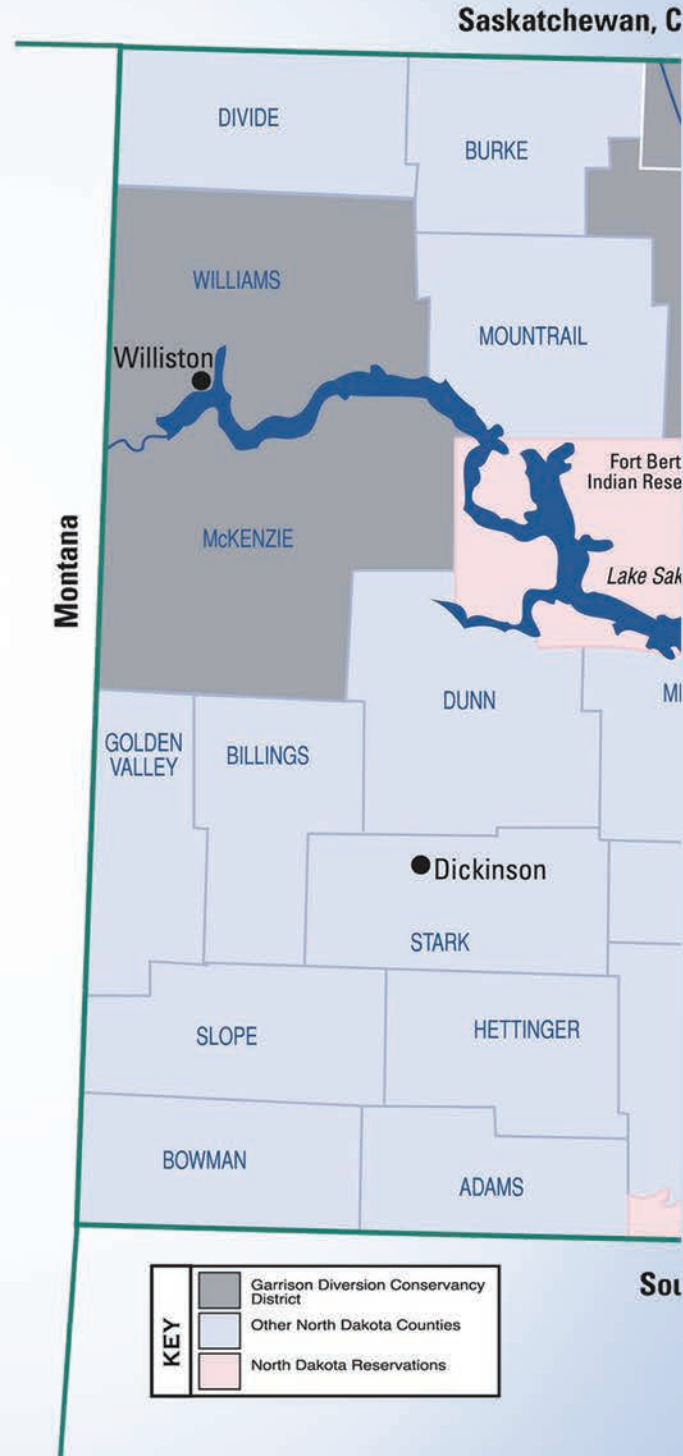 Saskatchewan, C
DIVIDE
BURKE
WILLIAMS
MOUNTRAIL
Williston
Fort Bert
Indian Rese
Montana
McKENZIE
Lake Sak
DUNN
MI
GOLDEN
VALLEY
BILLINGS
Dickinson
STARK
SLOPE
HETTINGER
BOWMAN
ADAMS
Sou
KEY
Garrison Diversion Conservancy
District
Other North Dakota Counties
North Dakota Reservations